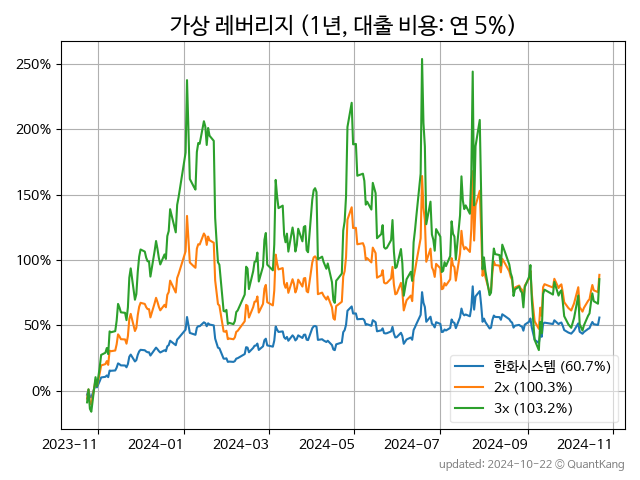 가상 레버리지 (1년, 대출 비용: 연 5%)
250%
200%
150%
100%
50%
0%
한화시스템 (60.7%)
2x (100.3%)
3x (103.2%)
2023-11
2024-01
2024-03
2024-05
2024-07
2024-09
2024-11
updated: 2024-10-22 © QuantKang